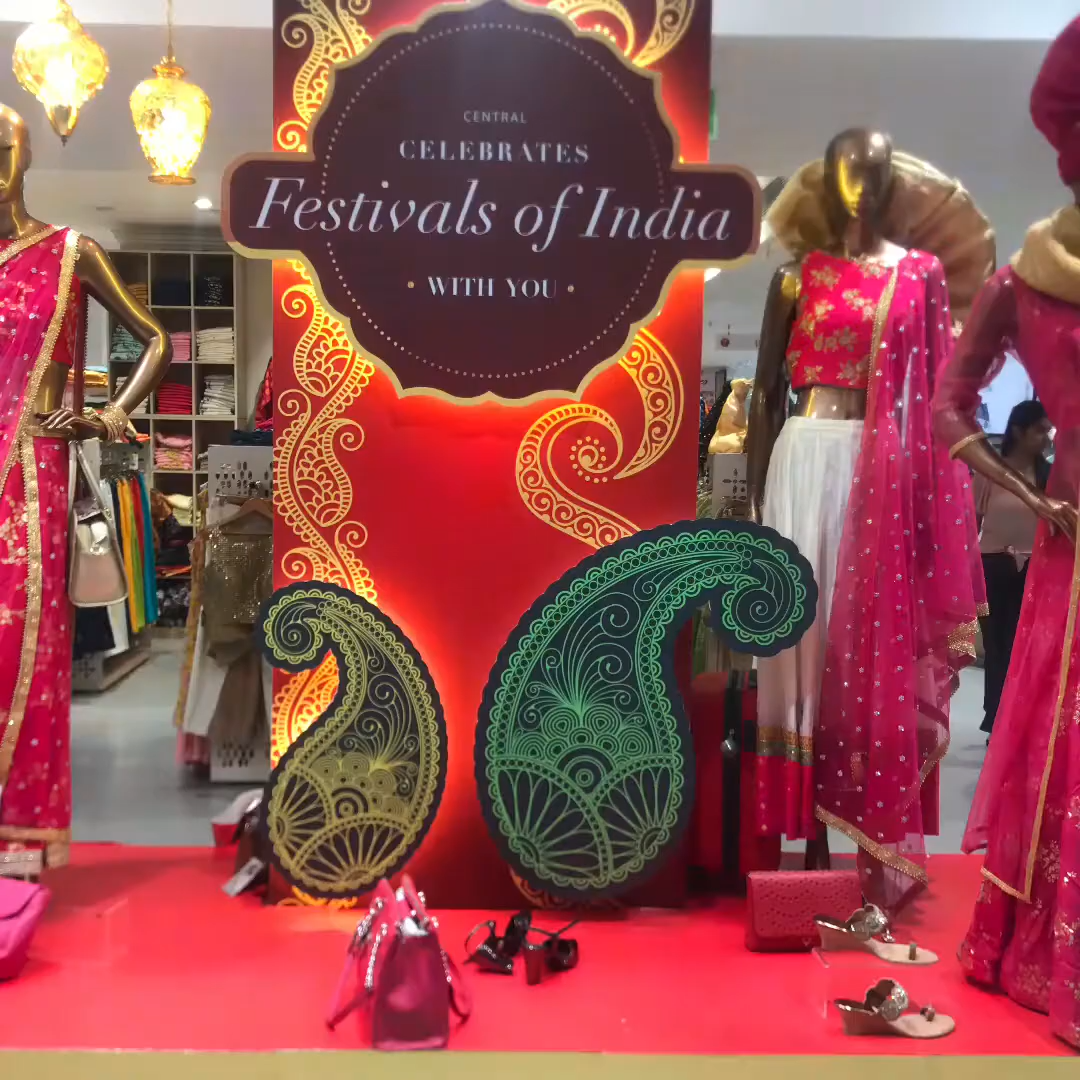 CENTRAL
CELEBRATES
Festivals of India
• WITH YOU •